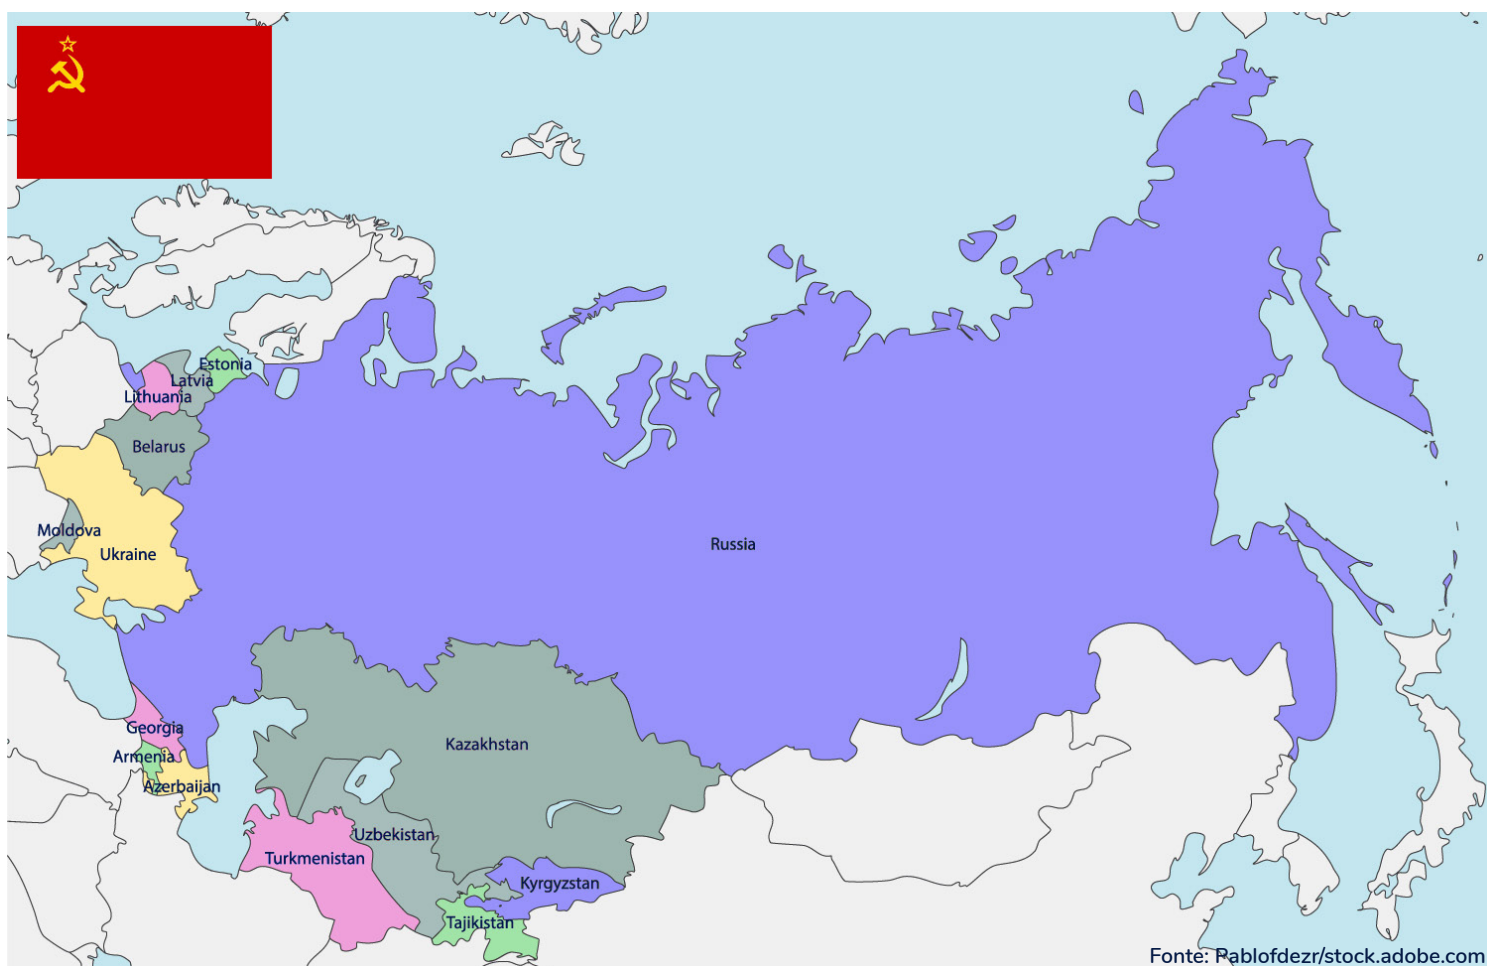 Estonia
Latvia
Lithuania
Belarus
Moldova
Ukraine
Russia
Georgia
Armenia
Azerbaijan
Kazakhstan
Uzbekistan
Turkmenistan
Kyrgyzstan
Tajikistan
Fonte: Pablofdezr/stock.adobe.com